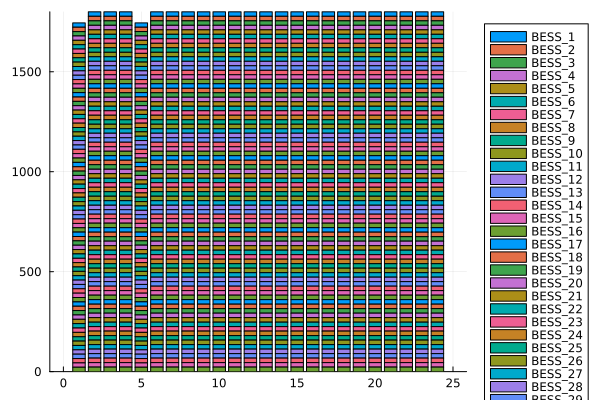 1500
1000
500
0
0
5
10
15
20
25
BESS_1
BESS_2
BESS_3
BESS_4
BESS_5
BESS_6
BESS_7
BESS_8
BESS_9
BESS_10
BESS_11
BESS_12
BESS_13
BESS_14
BESS_15
BESS_16
BESS_17
BESS_18
BESS_19
BESS_20
BESS_21
BESS_22
BESS_23
BESS_24
BESS_25
BESS_26
BESS_27
BESS_28
BESS_29